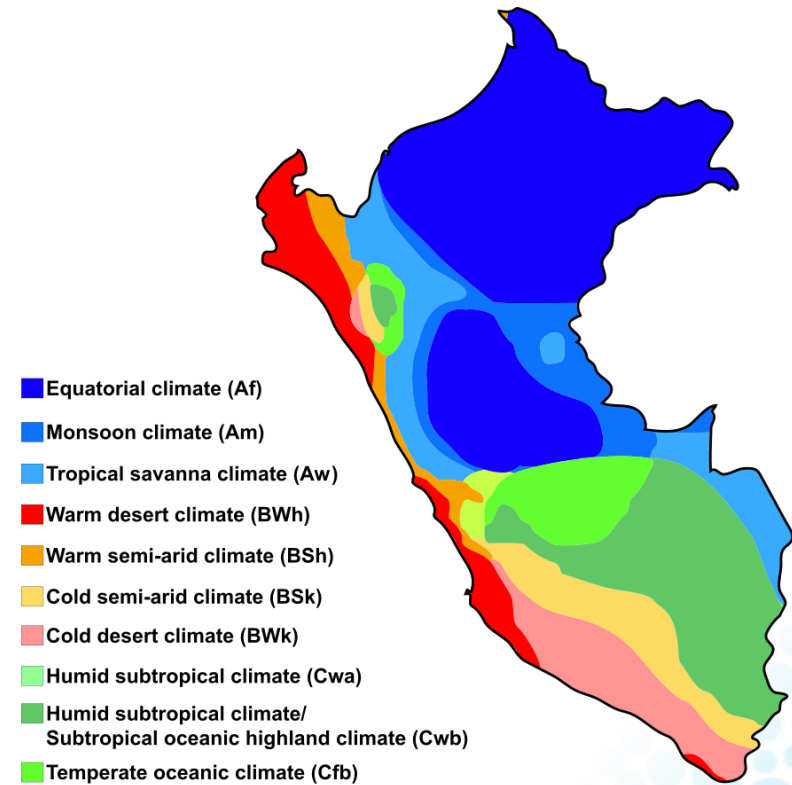 Equatorial climate (Af)
Monsoon climate (Am)
Tropical savanna climate (Aw)
Warm desert climate (BWh)
Warm semi-arid climate (BSh)
Cold semi-arid climate (BSk)
Cold desert climate (BWk)
Humid subtropical climate (Cwa)
Humid subtropical climate/
Subtropical oceanic highland climate (Cwb)
Temperate oceanic climate (Cfb)